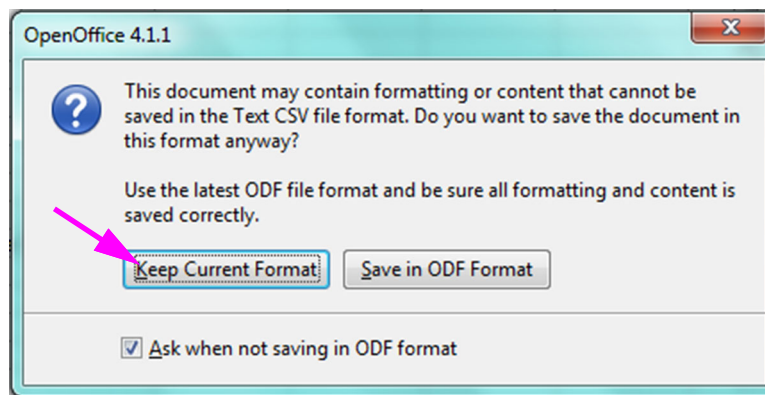 OpenOffice 4.1.1
This document may contain formatting or content that cannot be
saved in the Text CSV file format. Do you want to save the document in
this format anyway?
Use the latest ODF file format and be sure all formatting and content is
saved correctly.
Keep Current Format Save in ODF Format
Ask when not saving in ODF format